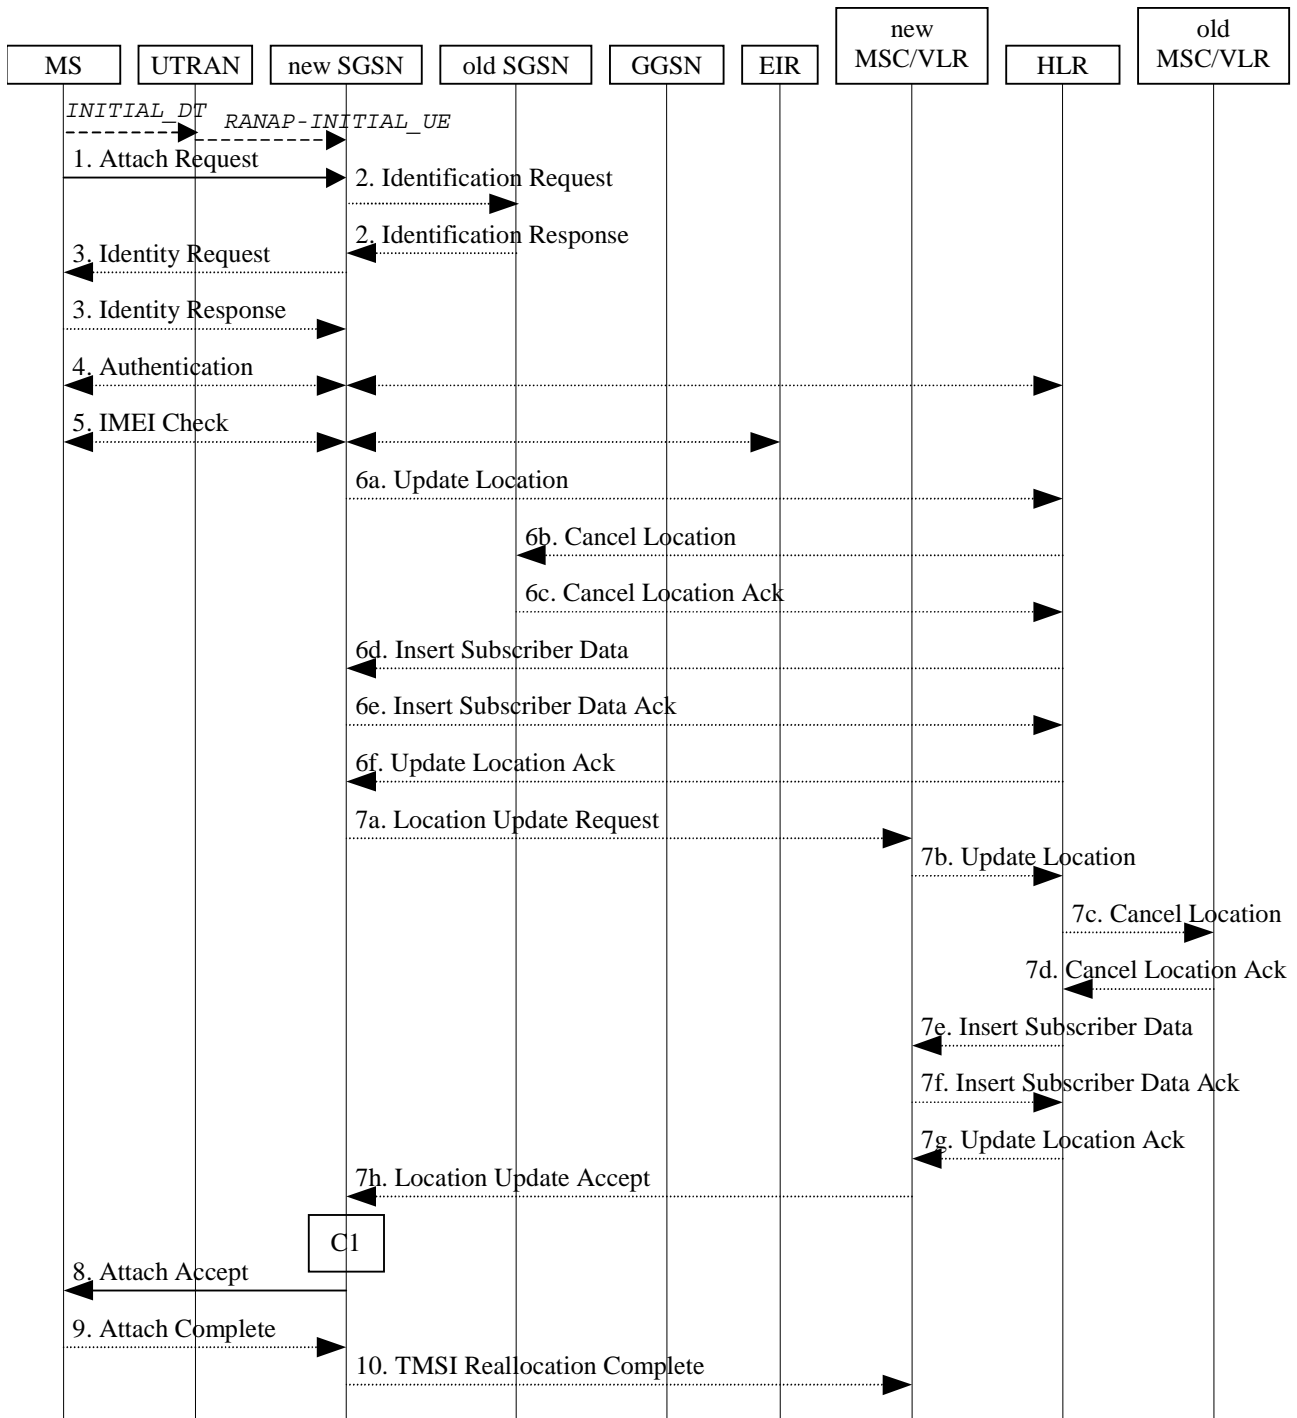 new
MSC/VLR
old
MSC/VLR
MS
UTRAN
new SGSN
old SGSN
GGSN
EIR
HLR
INITIAL_DT
RANAP-INITIAL_UE
1. Attach Request
2. Identification Request
2. Identification Response
3. Identity Request
3. Identity Response
4. Authentication
5. IMEI Check
6a. Update Location
6b. Cancel Location
6c. Cancel Location Ack
6d. Insert Subscriber Data
6e. Insert Subscriber Data Ack
6f. Update Location Ack
7a. Location Update Request
7b. Update Location
7c. Cancel Location
7d. Cancel Location Ack
7e. Insert Subscriber Data
7f. Insert Subscriber Data Ack
7g. Update Location Ack
7h. Location Update Accept
C1
8. Attach Accept
9. Attach Complete
10. TMSI Reallocation Complete